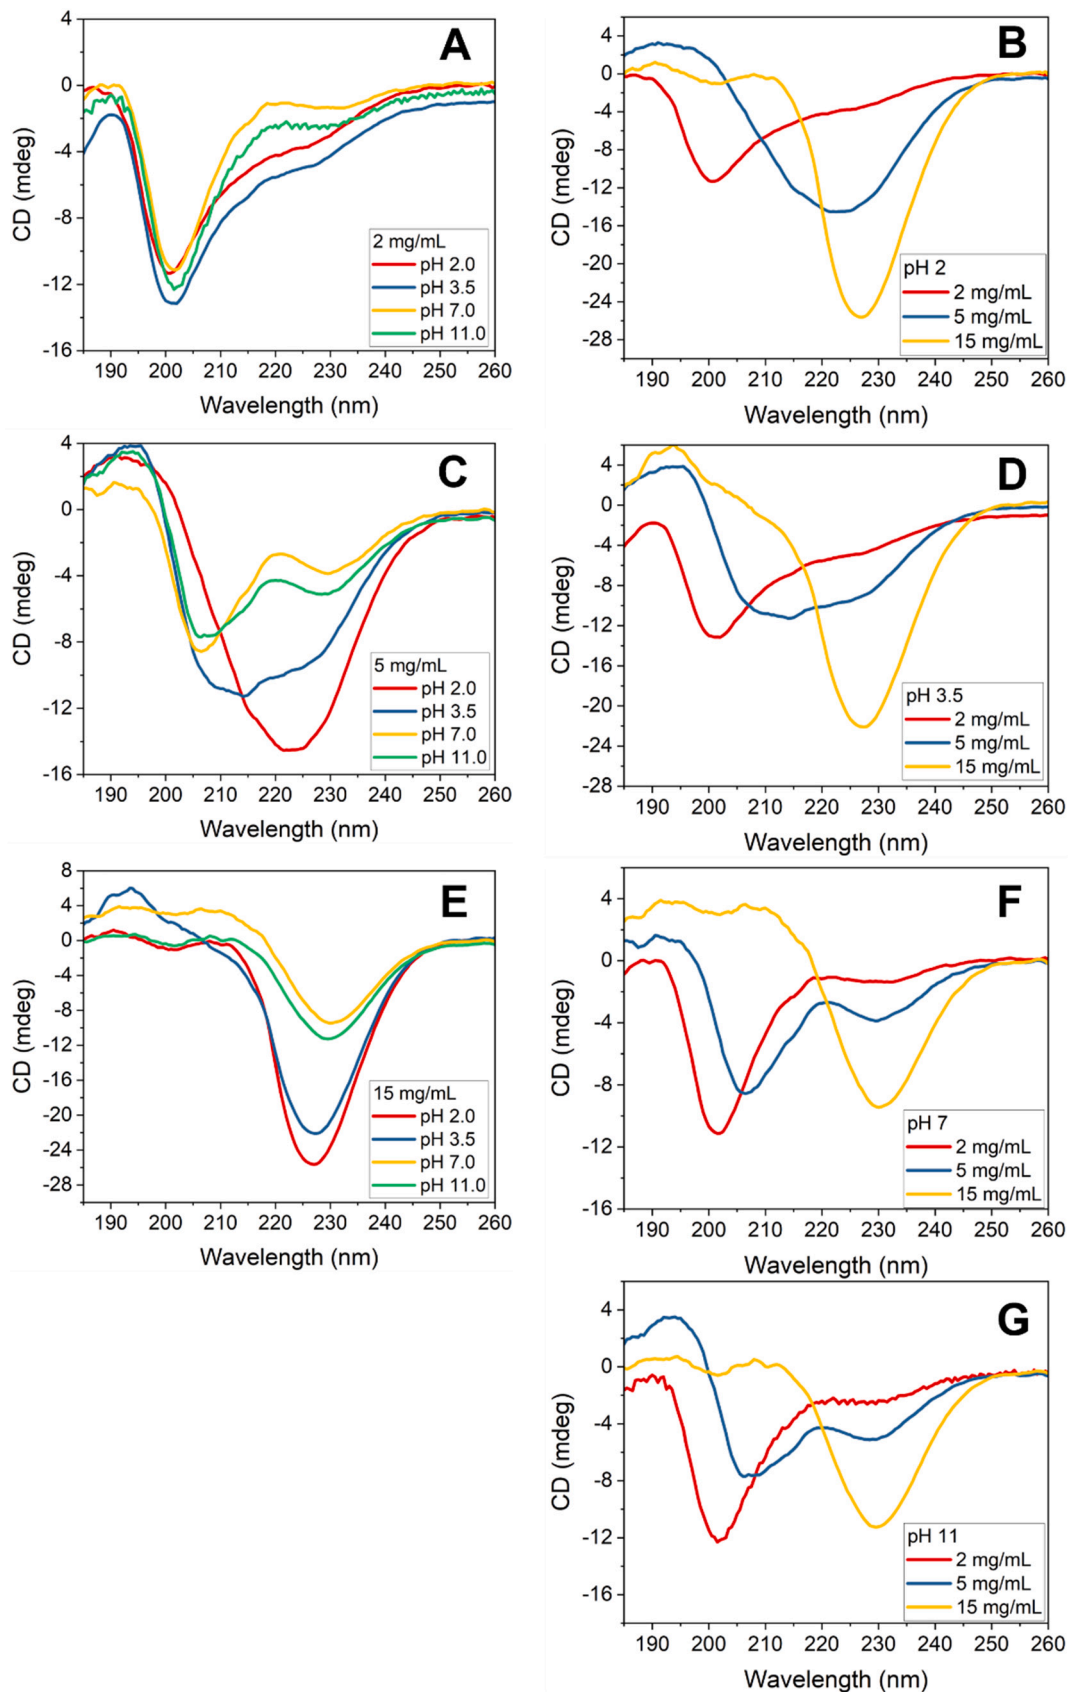 A
CD (mdeg)
4
0
-4
-8
-12
-16
2 mg/mL
pH 2.0
pH 3.5
pH 7.0
pH 11.0
190 200 210 220 230 240 250 260
Wavelength (nm)
B
CD (mdeg)
4
0
-4
-8
-12
-16
-20
-24
-28
pH 2
2 mg/mL
5 mg/mL
15 mg/mL
190 200 210 220 230 240 250 260
Wavelength (nm)
C
CD (mdeg)
4
0
-4
-8
-12
-16
5 mg/mL
pH 2.0
pH 3.5
pH 7.0
pH 11.0
190 200 210 220 230 240 250 260
Wavelength (nm)
D
CD (mdeg)
4
0
-4
-8
-12
-16
-20
-24
-28
pH 3.5
2 mg/mL
5 mg/mL
15 mg/mL
190 200 210 220 230 240 250 260
Wavelength (nm)
E
CD (mdeg)
8
4
0
-4
-8
-12
-16
-20
-24
-28
15 mg/mL
pH 2.0
pH 3.5
pH 7.0
pH 11.0
190 200 210 220 230 240 250 260
Wavelength (nm)
F
CD (mdeg)
4
0
-4
-8
-12
-16
pH 7
2 mg/mL
5 mg/mL
15 mg/mL
190 200 210 220 230 240 250 260
Wavelength (nm)
G
CD (mdeg)
4
0
-4
-8
-12
-16
pH 11
2 mg/mL
5 mg/mL
15 mg/mL
190 200 210 220 230 240 250 260
Wavelength (nm)